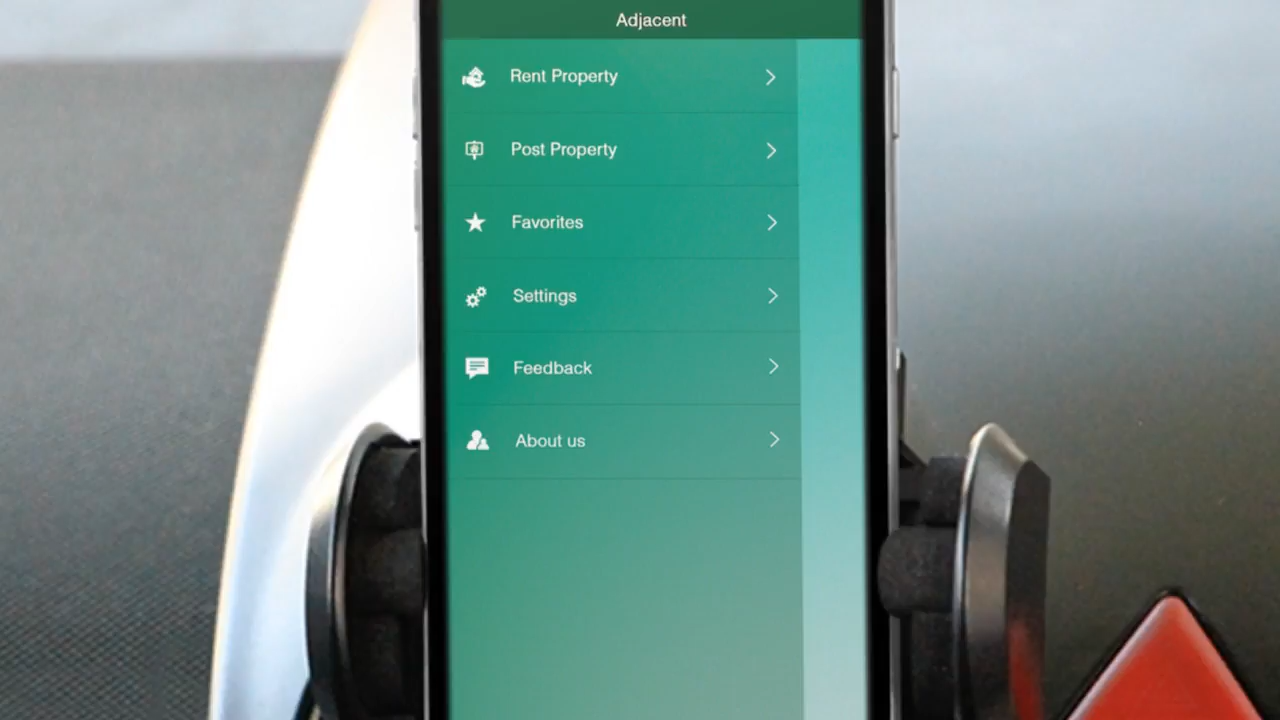 Adjacent
Rent Property
Post Property
Favorites
Settings
Feedback
About us